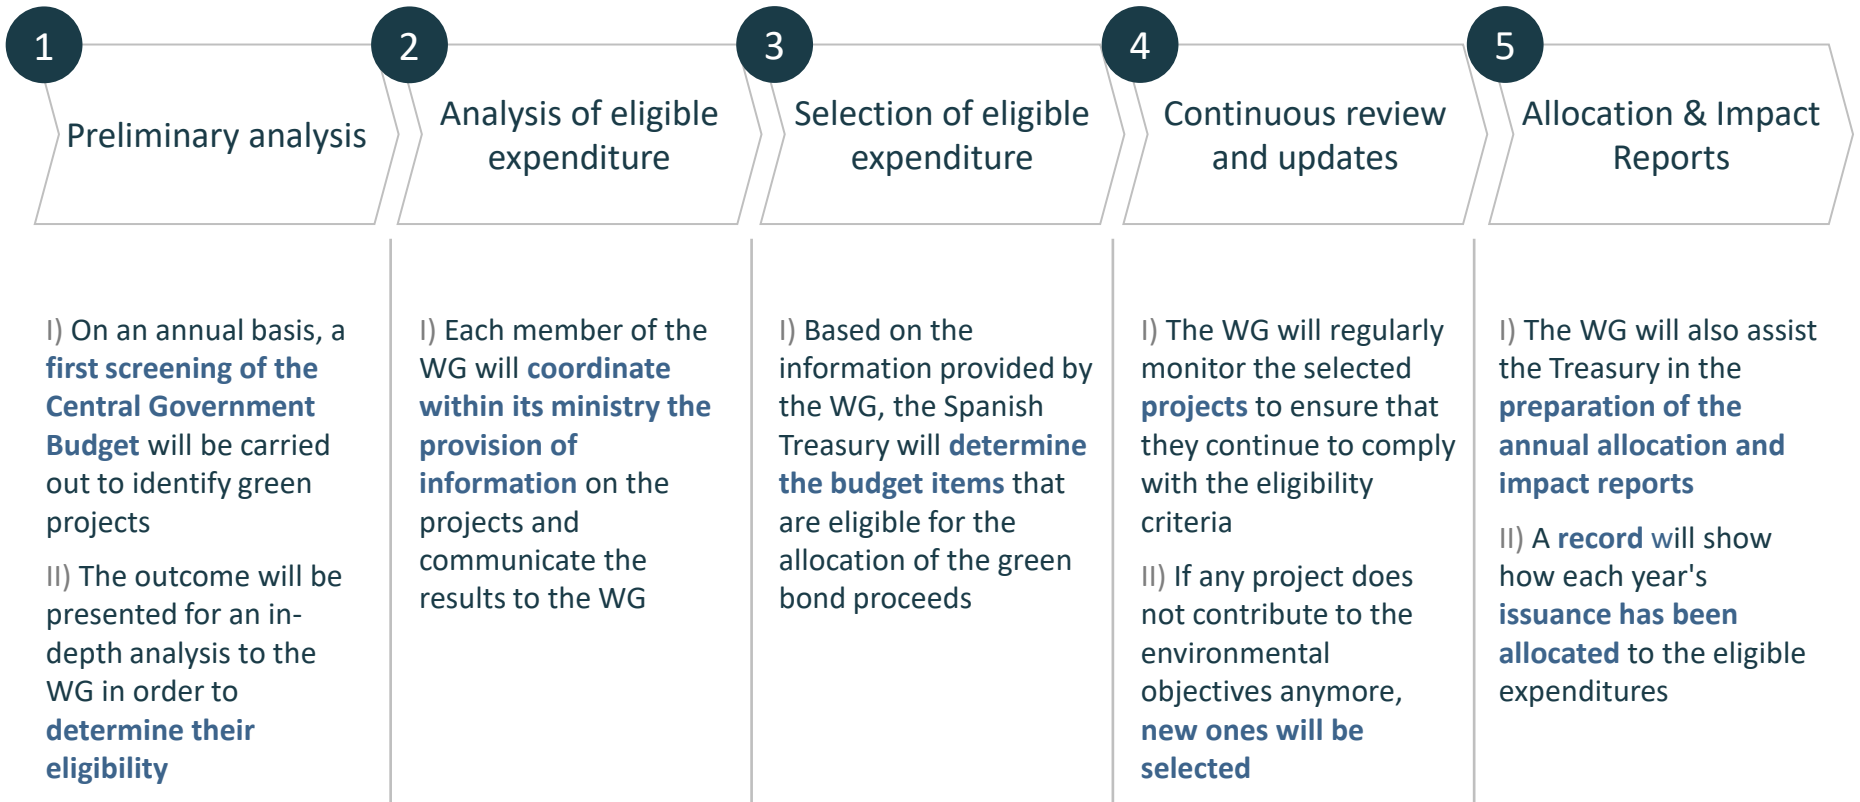 1
Preliminary analysis
2
Analysis of eligible
expenditure
3
Selection of eligible
expenditure
4
Continuous review
and updates
5
Allocation & Impact
Reports
I) On an annual basis, a
first screening of the
Central Government
Budget will be carried
out to identify green
projects
II) The outcome will be
presented for an in-
depth analysis to the
WG in order to
determine their
eligibility
I) Each member of the
WG will coordinate
within its ministry the
provision of
information on the
projects and
communicate the
results to the WG
I) Based on the
information provided by
the WG, the Spanish
Treasury will determine
the budget items that
are eligible for the
allocation of the green
bond proceeds
I) The WG will regularly
monitor the selected
projects to ensure that
they continue to comply
with the eligibility
criteria
II) If any project does
not contribute to the
environmental
objectives anymore,
new ones will be
selected
I) The WG will also assist
the Treasury in the
preparation of the
annual allocation and
impact reports
II) A record will show
how each year's
issuance has been
allocated to the eligible
expenditures